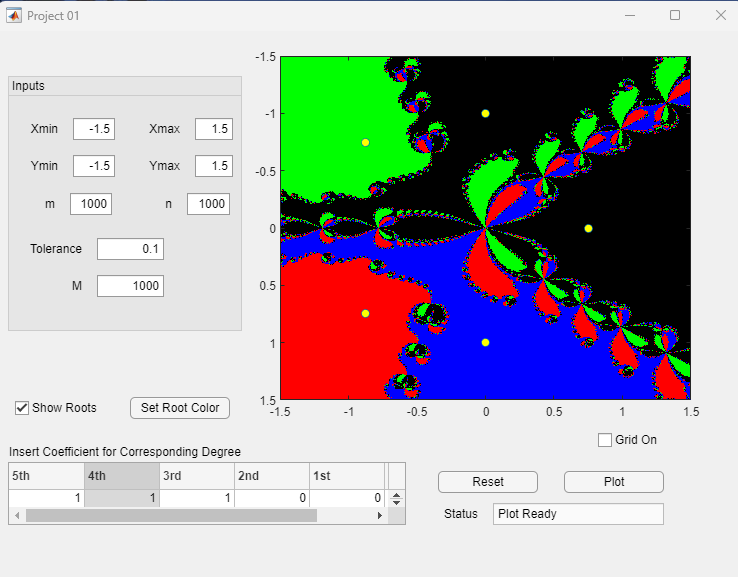 Project 01
Inputs
Xmin -1.5 Xmax 1.5
Ymin -1.5 Ymax 1.5
m 1000 n 1000
Tolerance 0.1
M 1000
Show Roots
Set Root Color
-1.5
-1
-0.5
0
0.5
1
1.5
-1.5 -1 -0.5 0 0.5 1 1.5
Grid On
Insert Coefficient for Corresponding Degree
5th 4th 3rd 2nd 1st
1 1 1 0 0
Reset Plot
Status Plot Ready